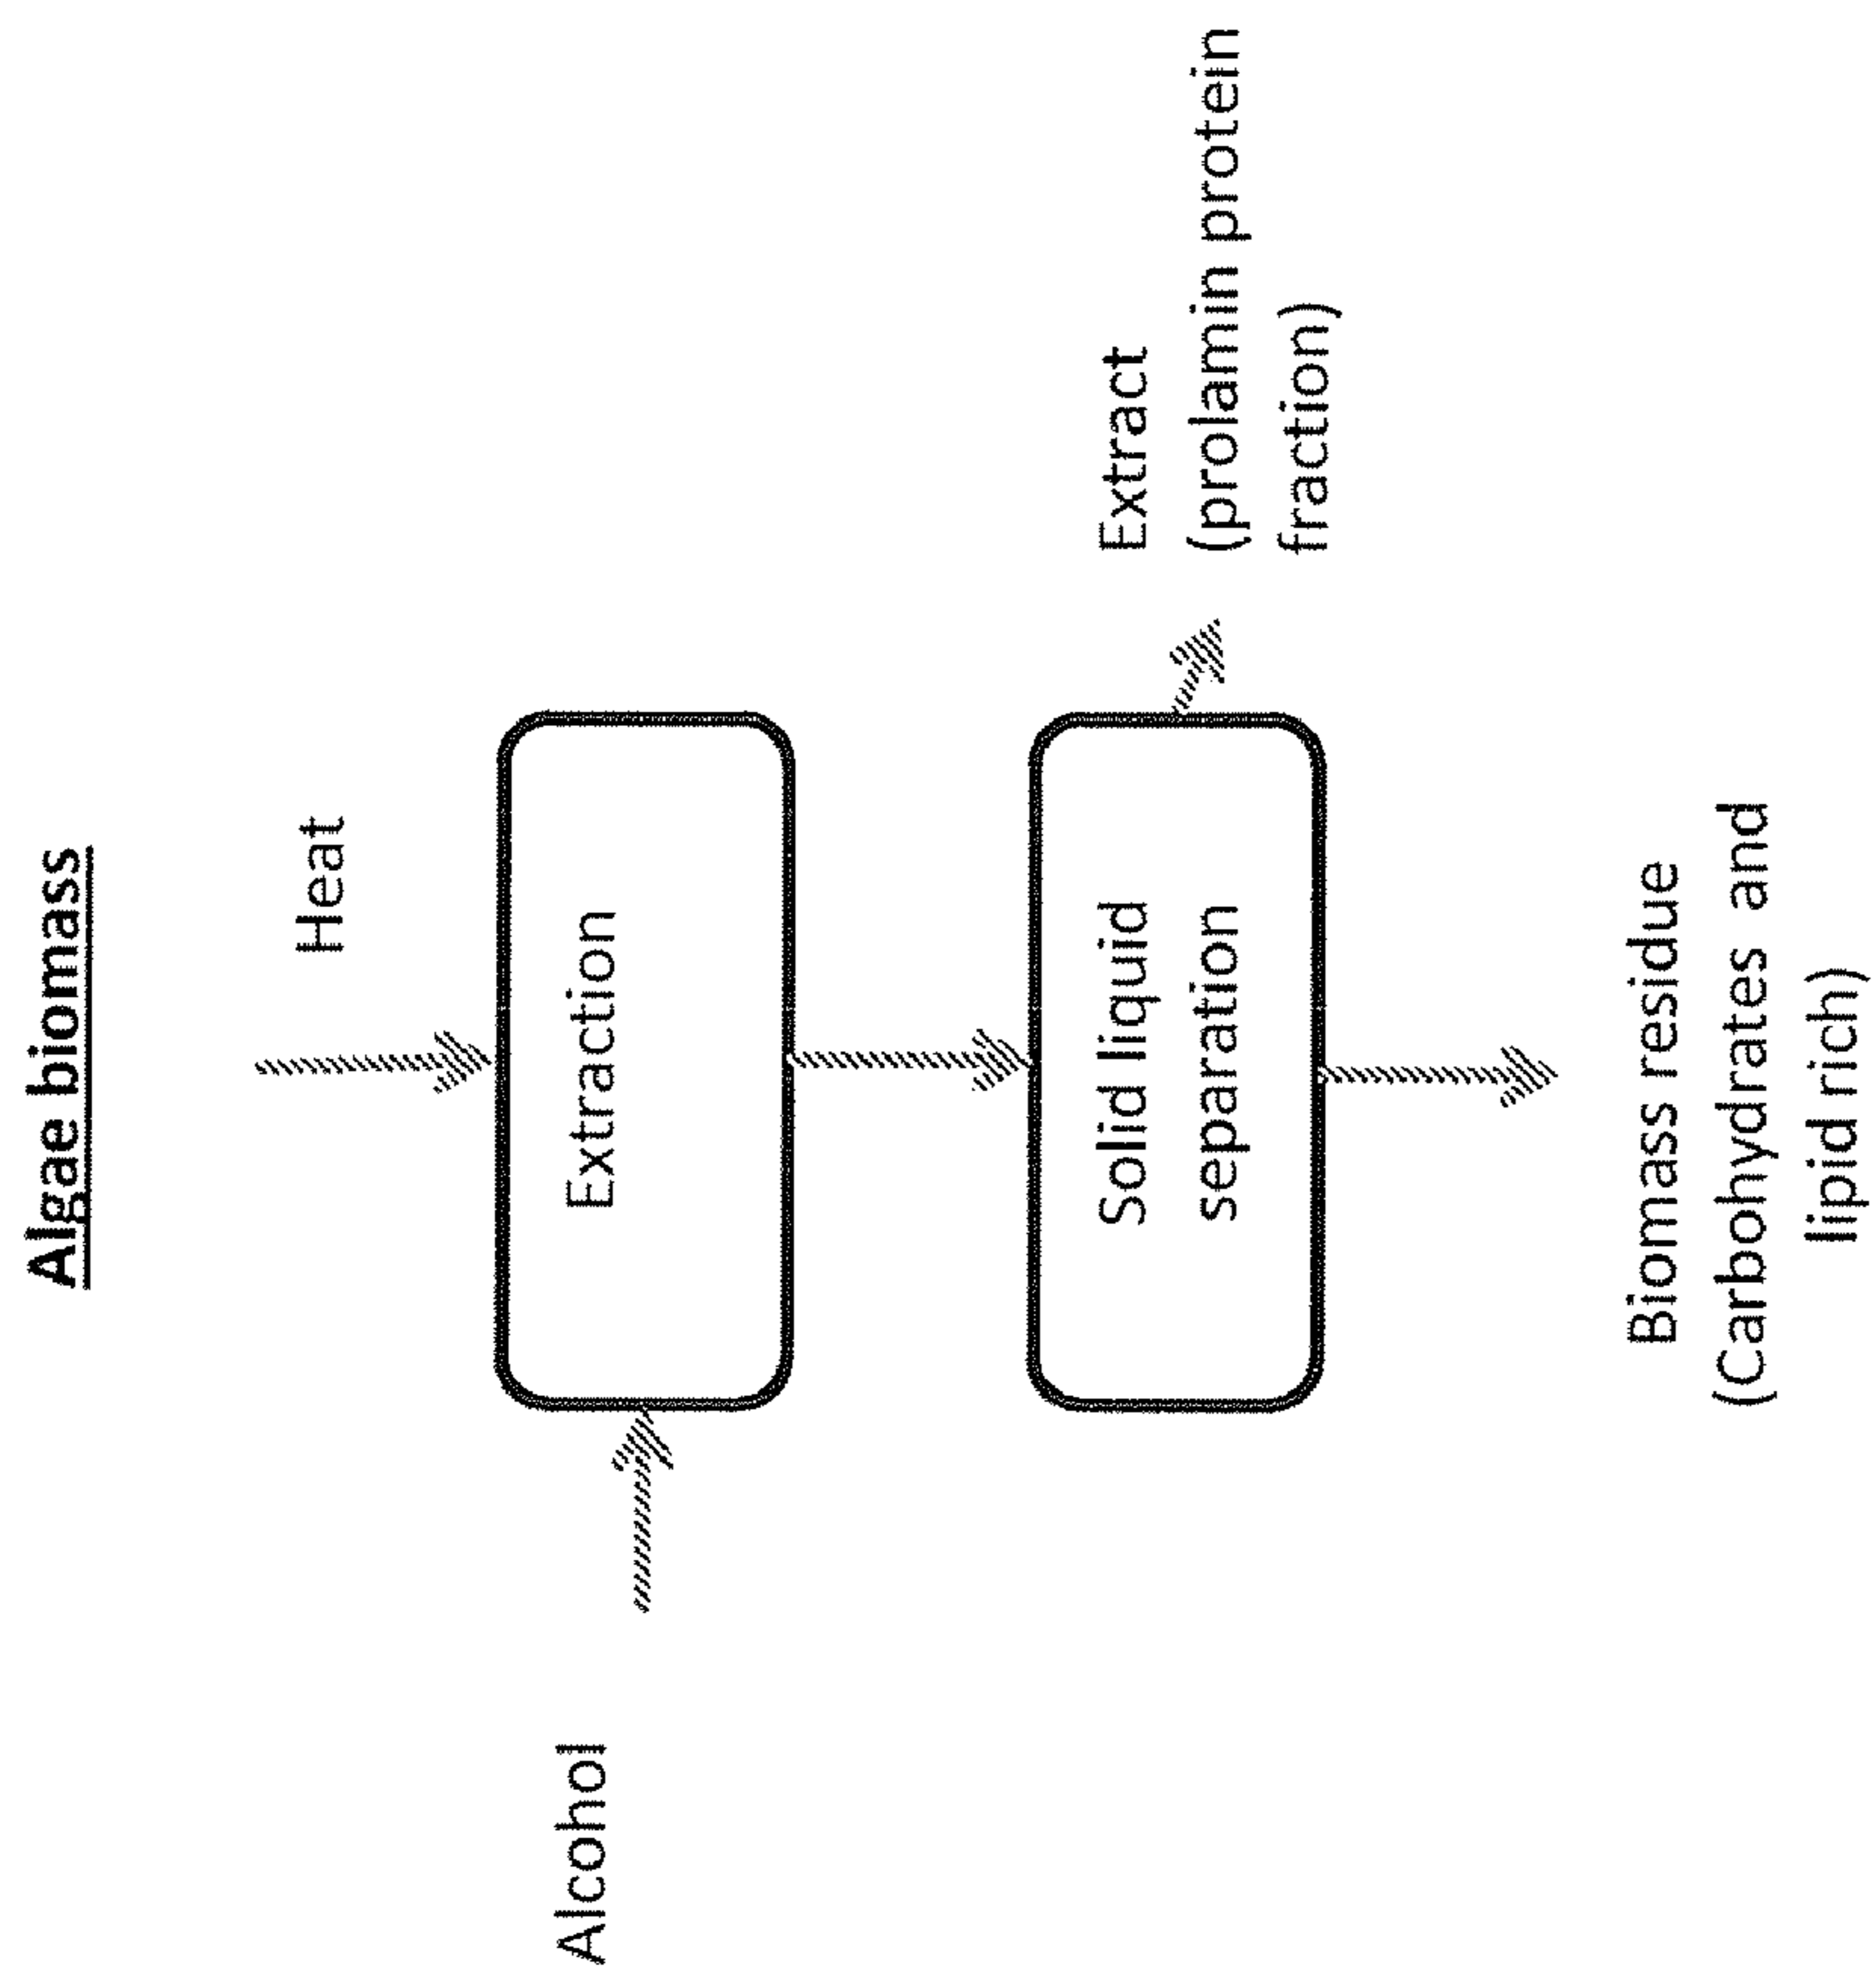 Algae biomass
Heat
Alcohol
Extraction
Solid liquid
separation
Extract
(prolamin protein
fraction)
Biomass residue
(Carbohydrates and
lipid rich)